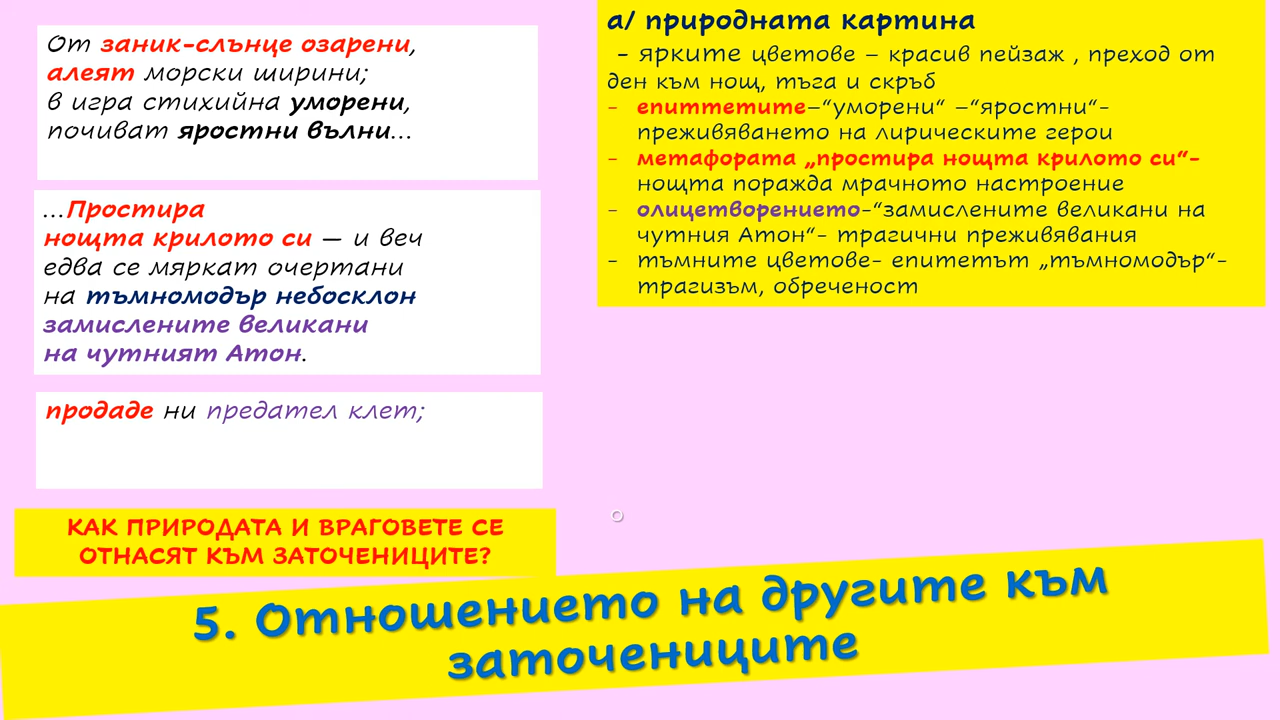 От заник-слънце озарени,
алеят морски ширини;
в игра стихийна уморени,
почиват яростни вълни...
...Простира
нощта крилото си – и веч
едва се мяркат очертани
на тъмномодър небосклон
замислените великани
на чутният Атон.
продаде ни предател клет;
КАК ПРИРОДАТА И ВРАГОВЕТЕ СЕ
ОТНАСЯТ КЪМ ЗАТОЧЕНИЦИТЕ?
а/ природната картина
- ярките цветове – красив пейзаж , преход от
ден към нощ, тъга и скръб
- епиттетите–“уморени“ –“яростни“-
преживяването на лирическите герои
- метафората „простира нощта крилото си“-
нощта поражда мрачното настроение
- олицетворението-“замислените великани на
чутния Атон“- трагични преживявания
- тъмните цветове- епитетът „тъмномодър“-
трагизъм, обреченост
5. Отношението на другите към
заточениците